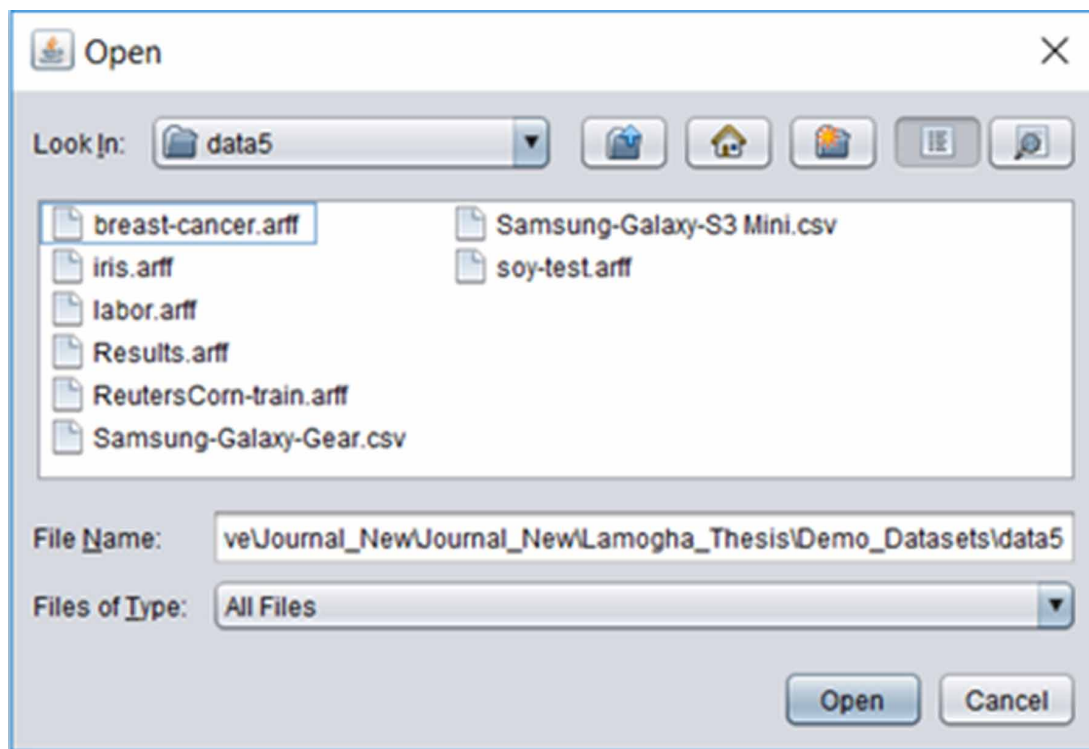 Open
Look In: data5
breast-cancer.arff
iris.arff
labor.arff
Results.arff
ReutersCorn-train.arff
Samsung-Galaxy-Gear.csv
Samsung-Galaxy-S3 Mini.csv
soy-test.arff
File Name: ve\Journal_New\Journal_New\Lamogha_Thesis\Demo_Datasets\data5
Files of Type: All Files
Open Cancel